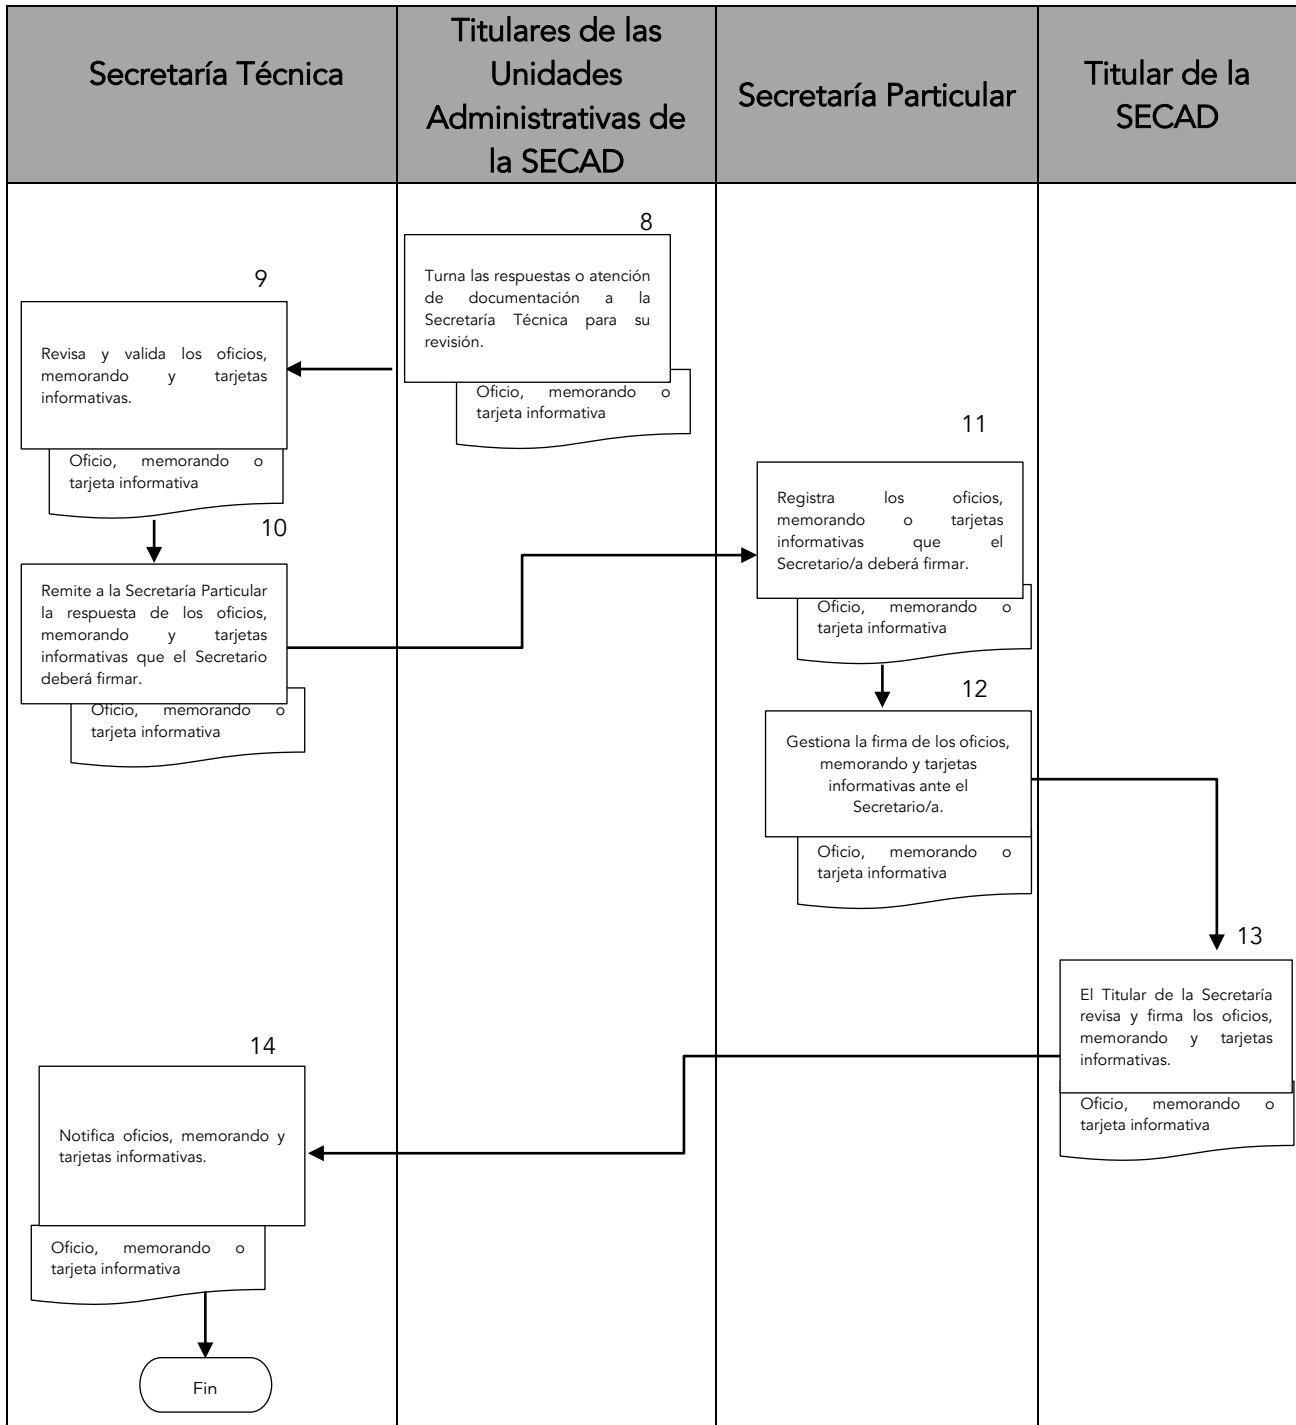 Secretaría Técnica
Titulares de las
Unidades
Administrativas de
la SECAD
Secretaría Particular
Titular de la
SECAD
8
Turna las respuestas o atención
de documentación a la
Secretaría Técnica para su
revisión.
Oficio, memorando o
tarjeta informativa
9
Revisa y valida los oficios,
memorando y tarjetas
informativas.
Oficio, memorando o
tarjeta informativa
10
Remite a la Secretaría Particular
la respuesta de los oficios,
memorando y tarjetas
informativas que el Secretario
deberá firmar.
Oficio, memorando o
tarjeta informativa
11
Registra los oficios,
memorando o tarjetas
informativas que el
Secretario/a deberá firmar.
Oficio, memorando o
tarjeta informativa
12
Gestiona la firma de los oficios,
memorando y tarjetas
informativas ante el
Secretario/a.
Oficio, memorando o
tarjeta informativa
13
El Titular de la Secretaría
revisa y firma los oficios,
memorando y tarjetas
informativas.
Oficio, memorando o
tarjeta informativa
14
Notifica oficios, memorando y
tarjetas informativas.
Oficio, memorando o
tarjeta informativa
Fin